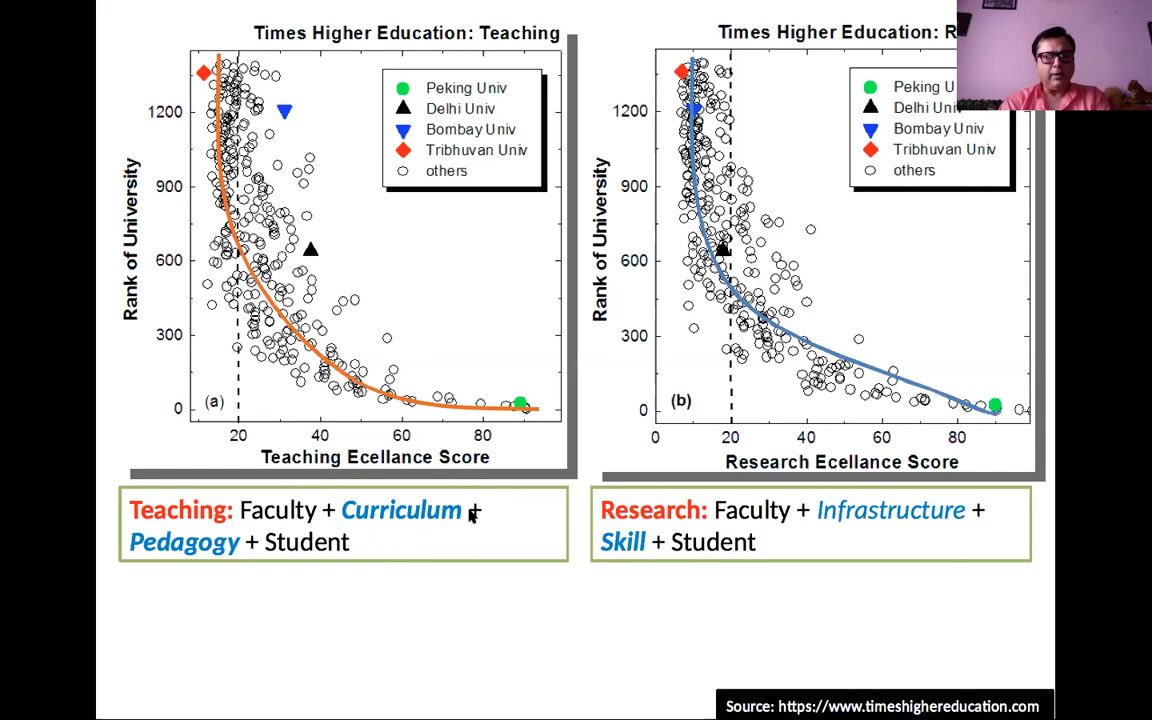 Times Higher Education: Teaching
Peking Univ
Delhi Univ
Bombay Univ
Tribhuvan Univ
others
Rank of University
1200
900
600
300
0
(a)
20 40 60 80
Teaching Ecellance Score
Times Higher Education: R
Peking U
Delhi Univ
Bombay Univ
Tribhuvan Univ
others
Rank of University
1200
900
600
300
0
(b)
0 20 40 60 80
Research Ecellance Score
Teaching: Faculty + Curriculum +
Pedagogy + Student
Research: Faculty + Infrastructure +
Skill + Student
Source: https://www.timeshighereducation.com